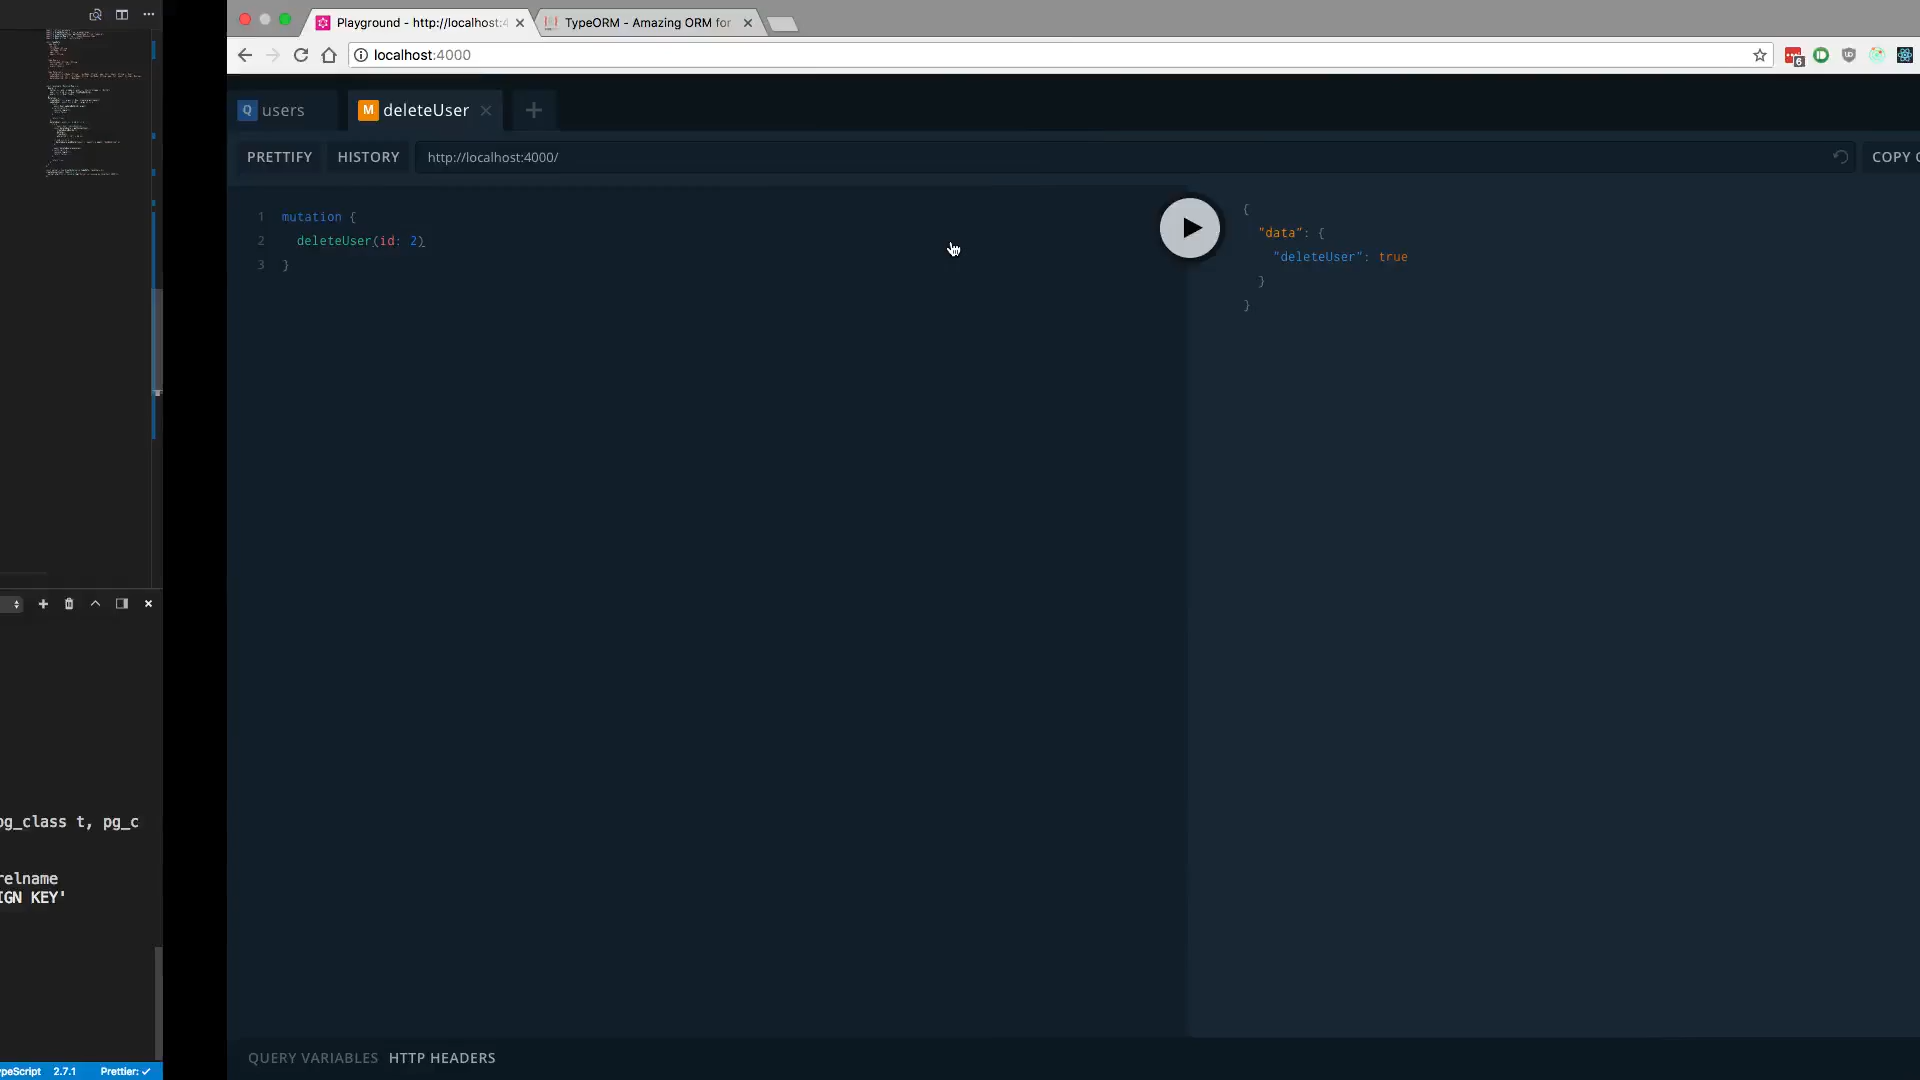 Playground - http://localhost:4
TypeORM - Amazing ORM for
localhost:4000
6
Q users
M deleteUser
PRETTIFY
HISTORY
http://localhost:4000/
COPY
1 mutation {
2 deleteUser(id: 2)
3 }
{
"data": {
"deleteUser": true
}
}
pg_class t, pg_c
relname
IGN KEY'
QUERY VARIABLES
HTTP HEADERS
ypeScript
2.7.1
Prettier: ✓